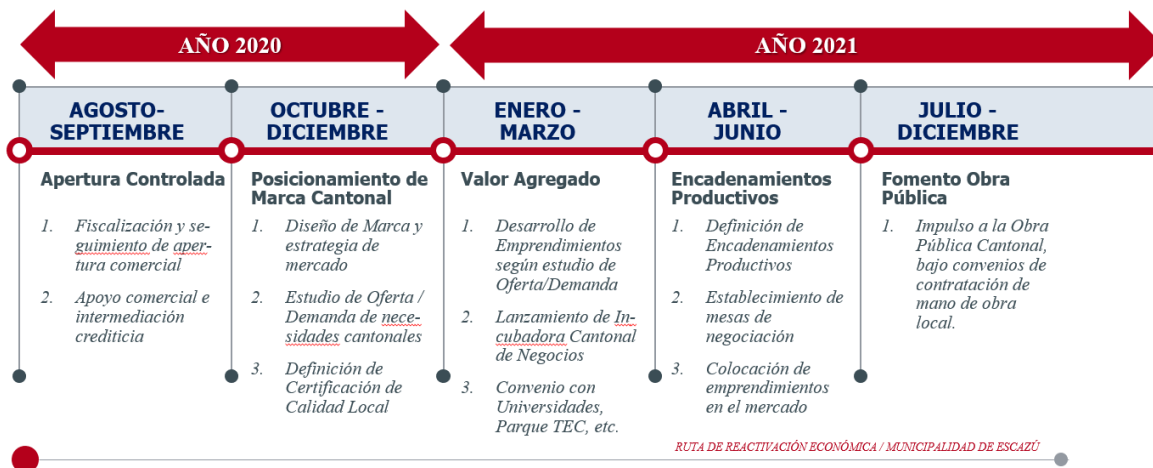 AÑO 2020
AÑO 2021
AGOSTO-
SEPTIEMBRE
OCTUBRE -
DICIEMBRE
ENERO -
MARZO
ABRIL -
JUNIO
JULIO -
DICIEMBRE
Apertura Controlada
1. Fiscalización y se-
guimiento de aper-
tura comercial
2. Apoyo comercial e
intermediación
crediticia
Posicionamiento de
Marca Cantonal
1. Diseño de Marca y
estrategia de
mercado
2. Estudio de Oferta /
Demanda de nece-
sidades cantonales
3. Definición de
Certificación de
Calidad Local
Valor Agregado
1. Desarrollo de
Emprendimientos
según estudio de
Oferta/Demanda
2. Lanzamiento de In-
cubadora Cantonal
de Negocios
3. Convenio con
Universidades,
Parque TEC, etc.
Encadenamientos
Productivos
1. Definición de
Encadenamientos
Productivos
2. Establecimiento de
mesas de
negociación
3. Colocación de
emprendimientos
en el mercado
Fomento Obra
Pública
1. Impulso a la Obra
Pública Cantonal,
bajo convenios de
contratación de
mano de obra
local.
RUTA DE REACTIVACIÓN ECONÓMICA / MUNICIPALIDAD DE ESCAZÚ